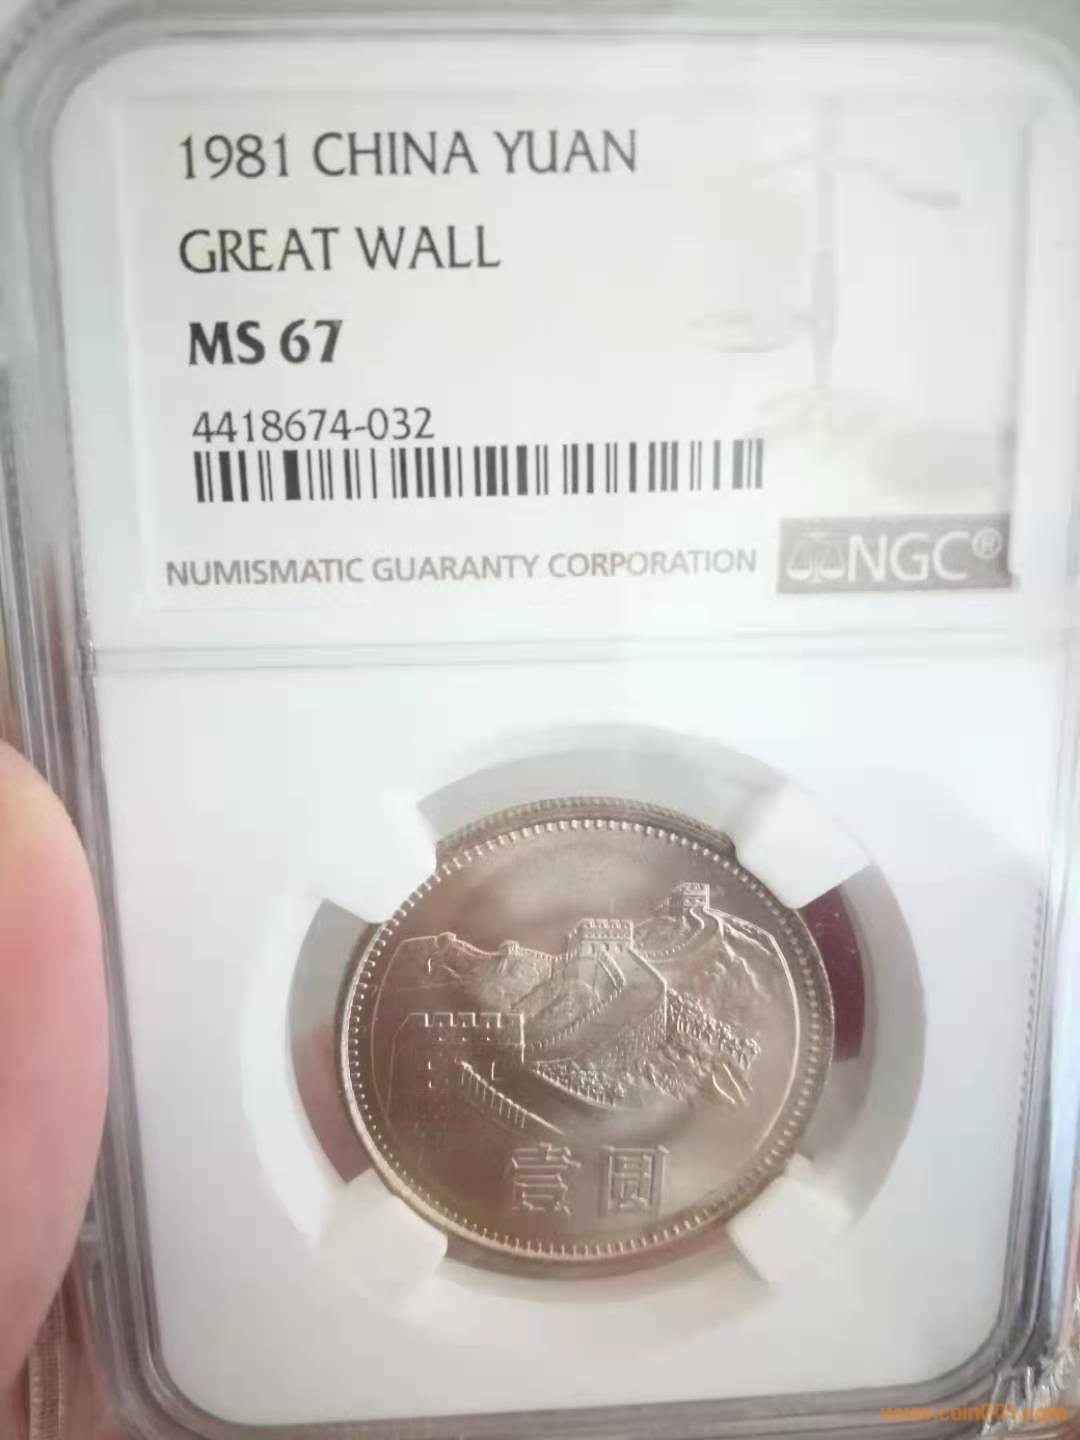 1981 CHINA YUAN
GREAT WALL
MS 67
4418674-032
NUMISMATIC GUARANTY CORPORATION
NGC®
壹圆
www.coin001.com